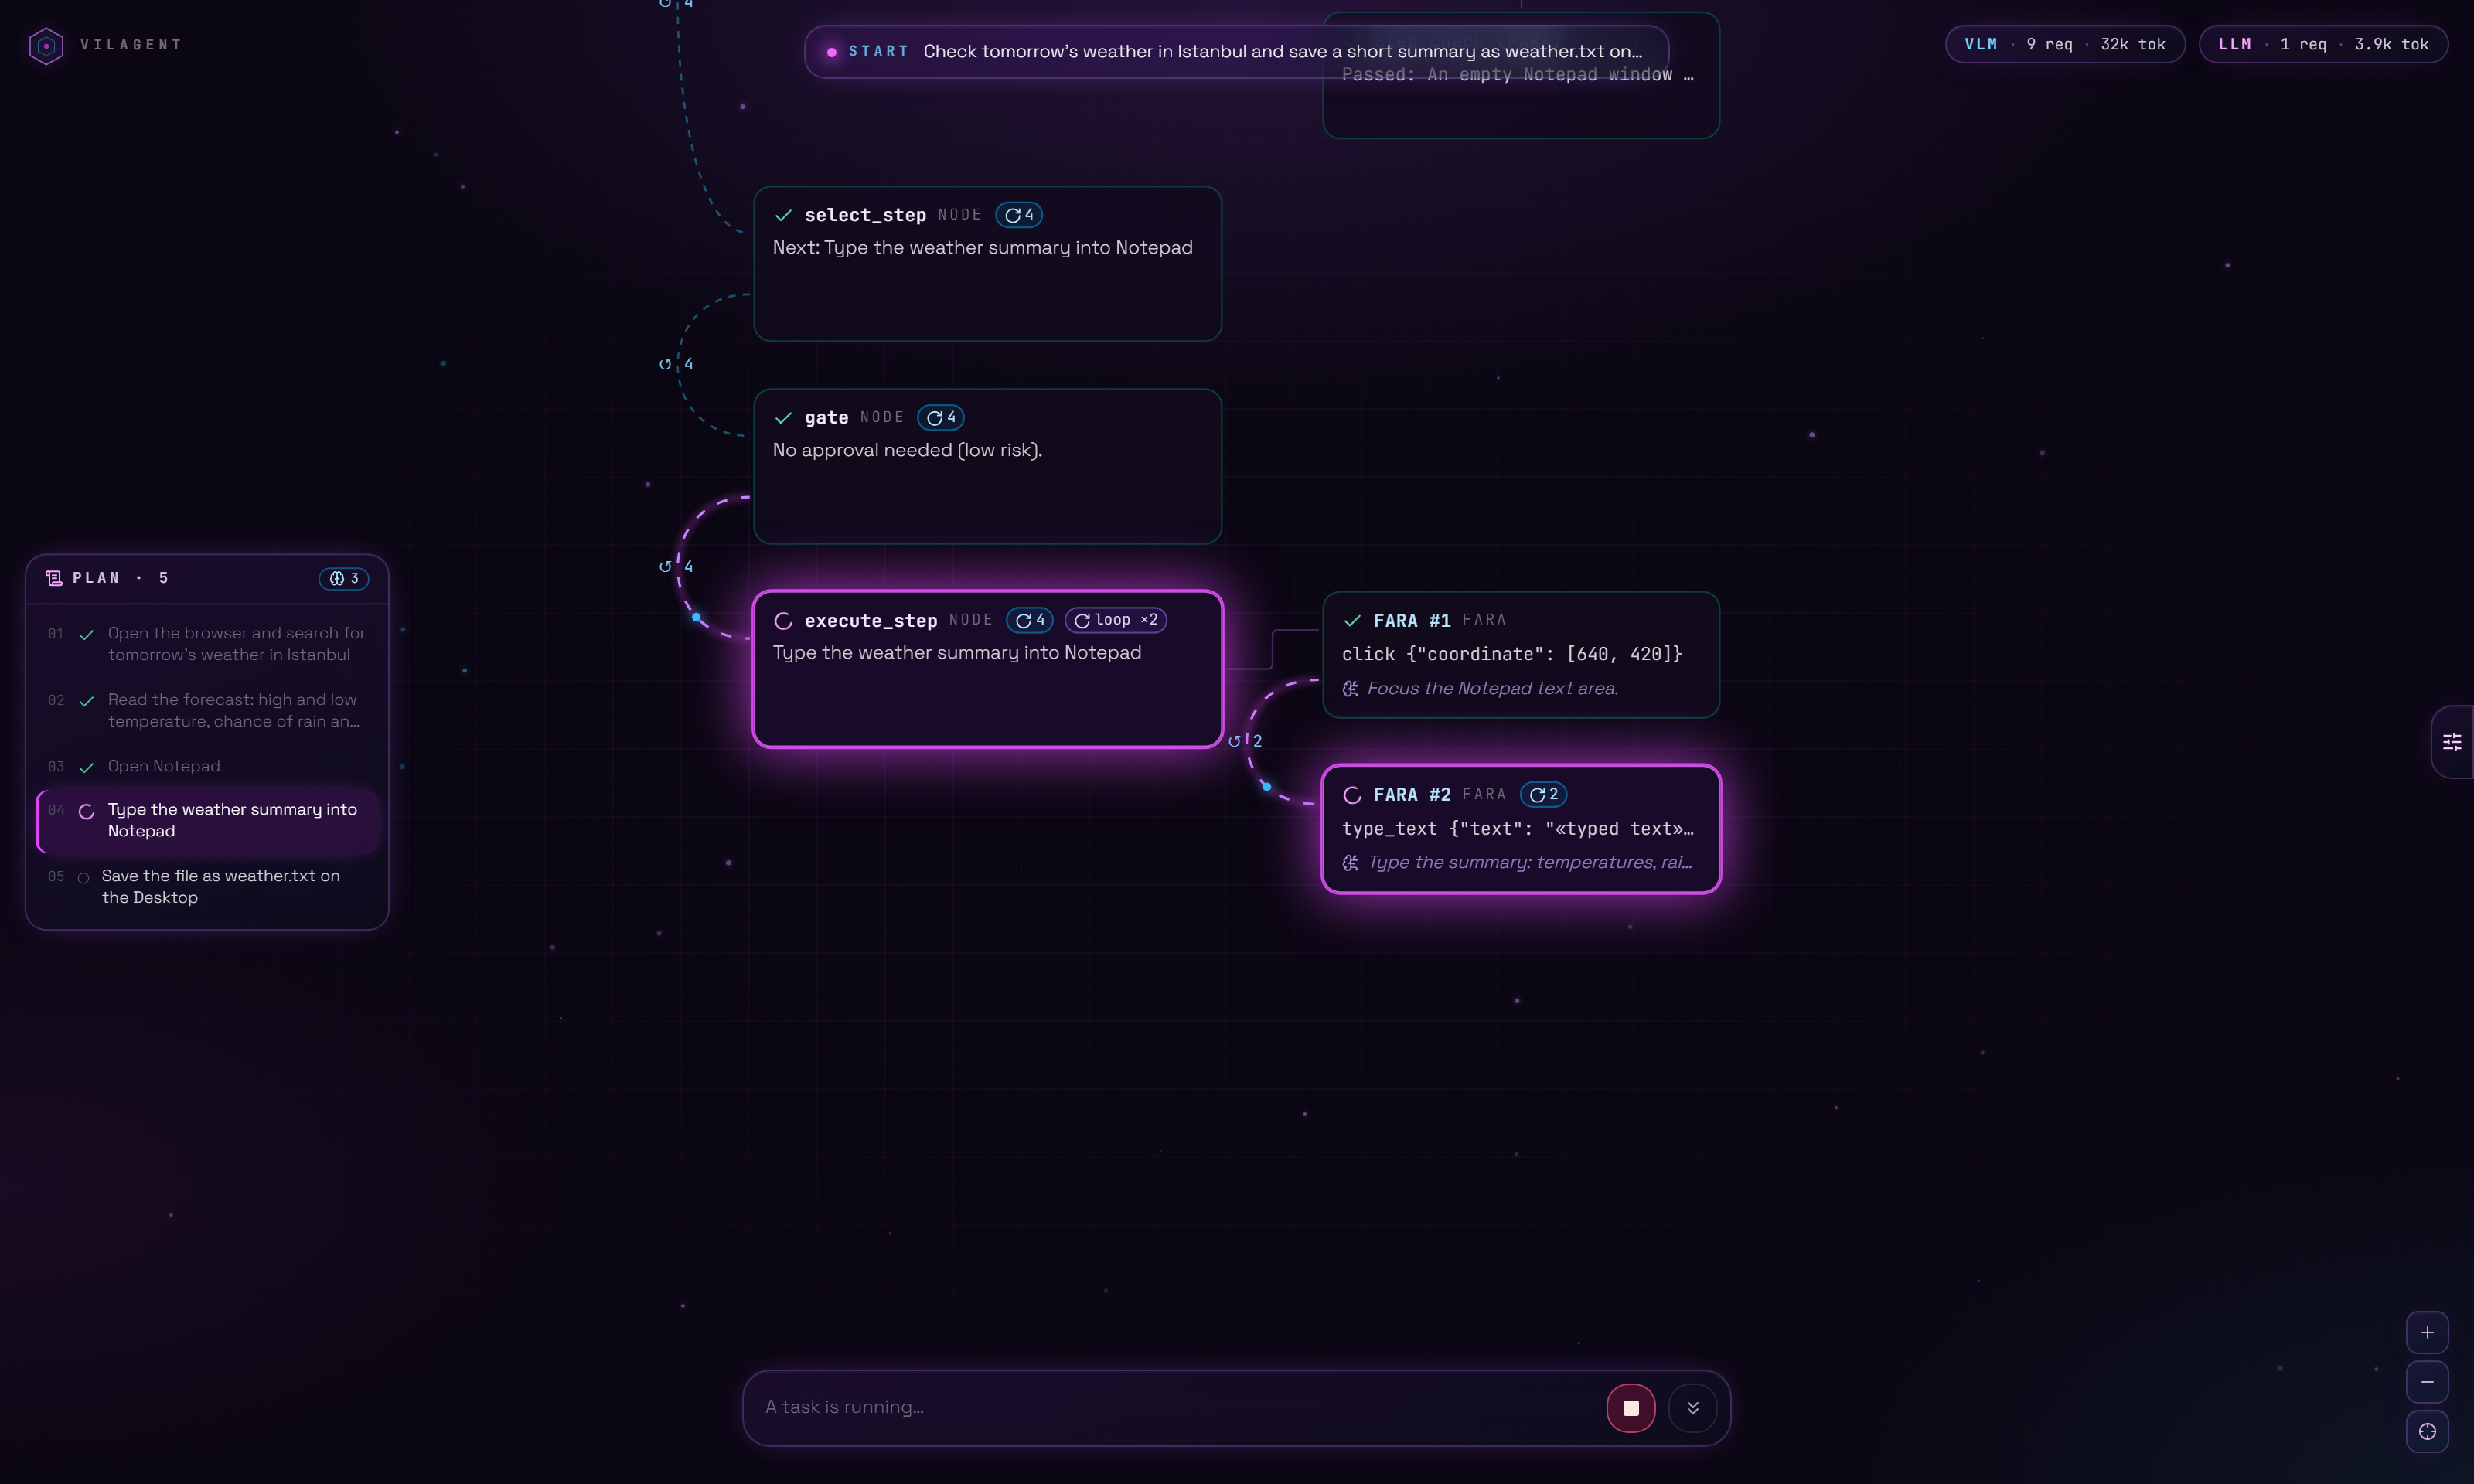 VILAGENT
↺ 4
START Check tomorrow's weather in Istanbul and save a short summary as weather.txt on…
Passed: An empty Notepad window …
VLM · 9 req · 32k tok
LLM · 1 req · 3.9k tok
select_step NODE 4
Next: Type the weather summary into Notepad
↺ 4
gate NODE 4
No approval needed (low risk).
↺ 4
execute_step NODE 4 loop ×2
Type the weather summary into Notepad
FARA #1 FARA
click {"coordinate": [640, 420]}
Focus the Notepad text area.
↺ 2
FARA #2 FARA 2
type_text {"text": "«typed text»…
Type the summary: temperatures, rai…
PLAN · 5 3
01 Open the browser and search for
tomorrow's weather in Istanbul
02 Read the forecast: high and low
temperature, chance of rain an…
03 Open Notepad
04 Type the weather summary into
Notepad
05 Save the file as weather.txt on
the Desktop
A task is running…